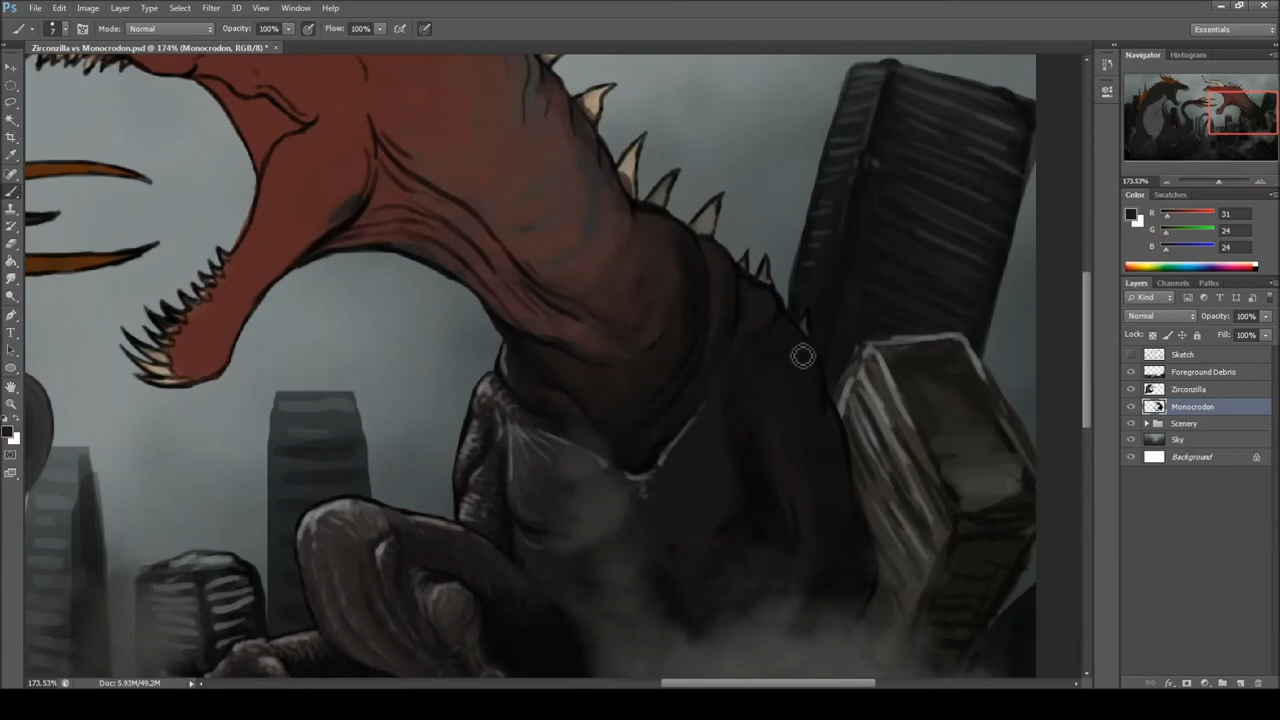 Ps File Edit Image Layer Type Select Filter 3D View Window Help
7 Mode: Normal Opacity: 100% Flow: 100% Essentials
Zirconzilla vs Monocrodon.psd @ 174% (Monocrodon, RGB/8) * ×
Navigator Histogram
173.53%
Color Swatches
R 31
G 24
B 24
Layers Channels Paths
Kind
Normal Opacity: 100%
Lock: Fill: 100%
Sketch
Foreground Debris
Zirconzilla
Monocrodon
Scenery
Sky
Background
173.53% Doc: 5.93M/49.2M
fx